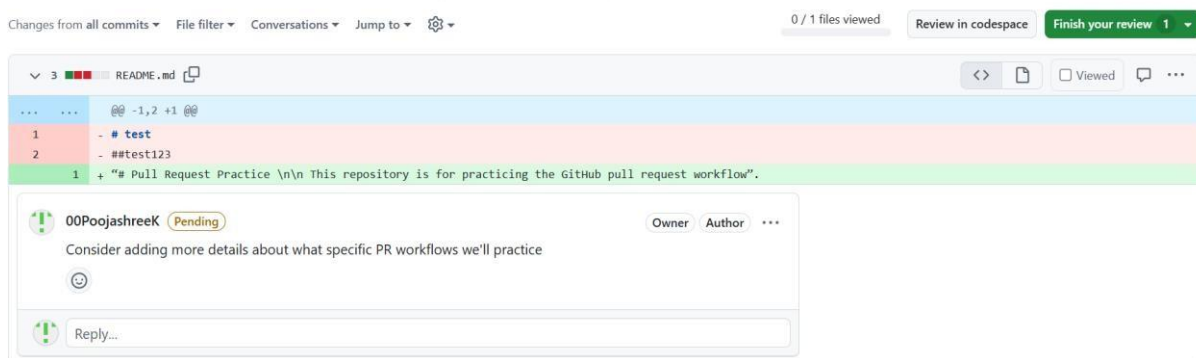 Changes from all commits File filter Conversations Jump to 0 / 1 files viewed Review in codespace Finish your review 1
3 README.md Viewed
... ... @@ -1,2 +1 @@
1 - # test
2 - ##test123
1 + “# Pull Request Practice \n\n This repository is for practicing the GitHub pull request workflow”.
00PoojashreeK Pending Owner Author
Consider adding more details about what specific PR workflows we'll practice
Reply...